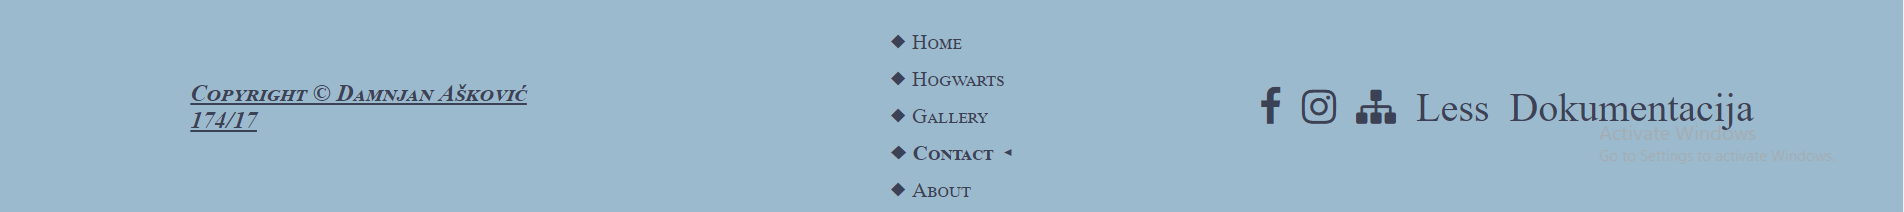 Copyright © Damnjan Ašković
174/17
Home
Hogwarts
Gallery
Contact
About
Less Dokumentacija
Activate Windows
Go to Settings to activate Windows.